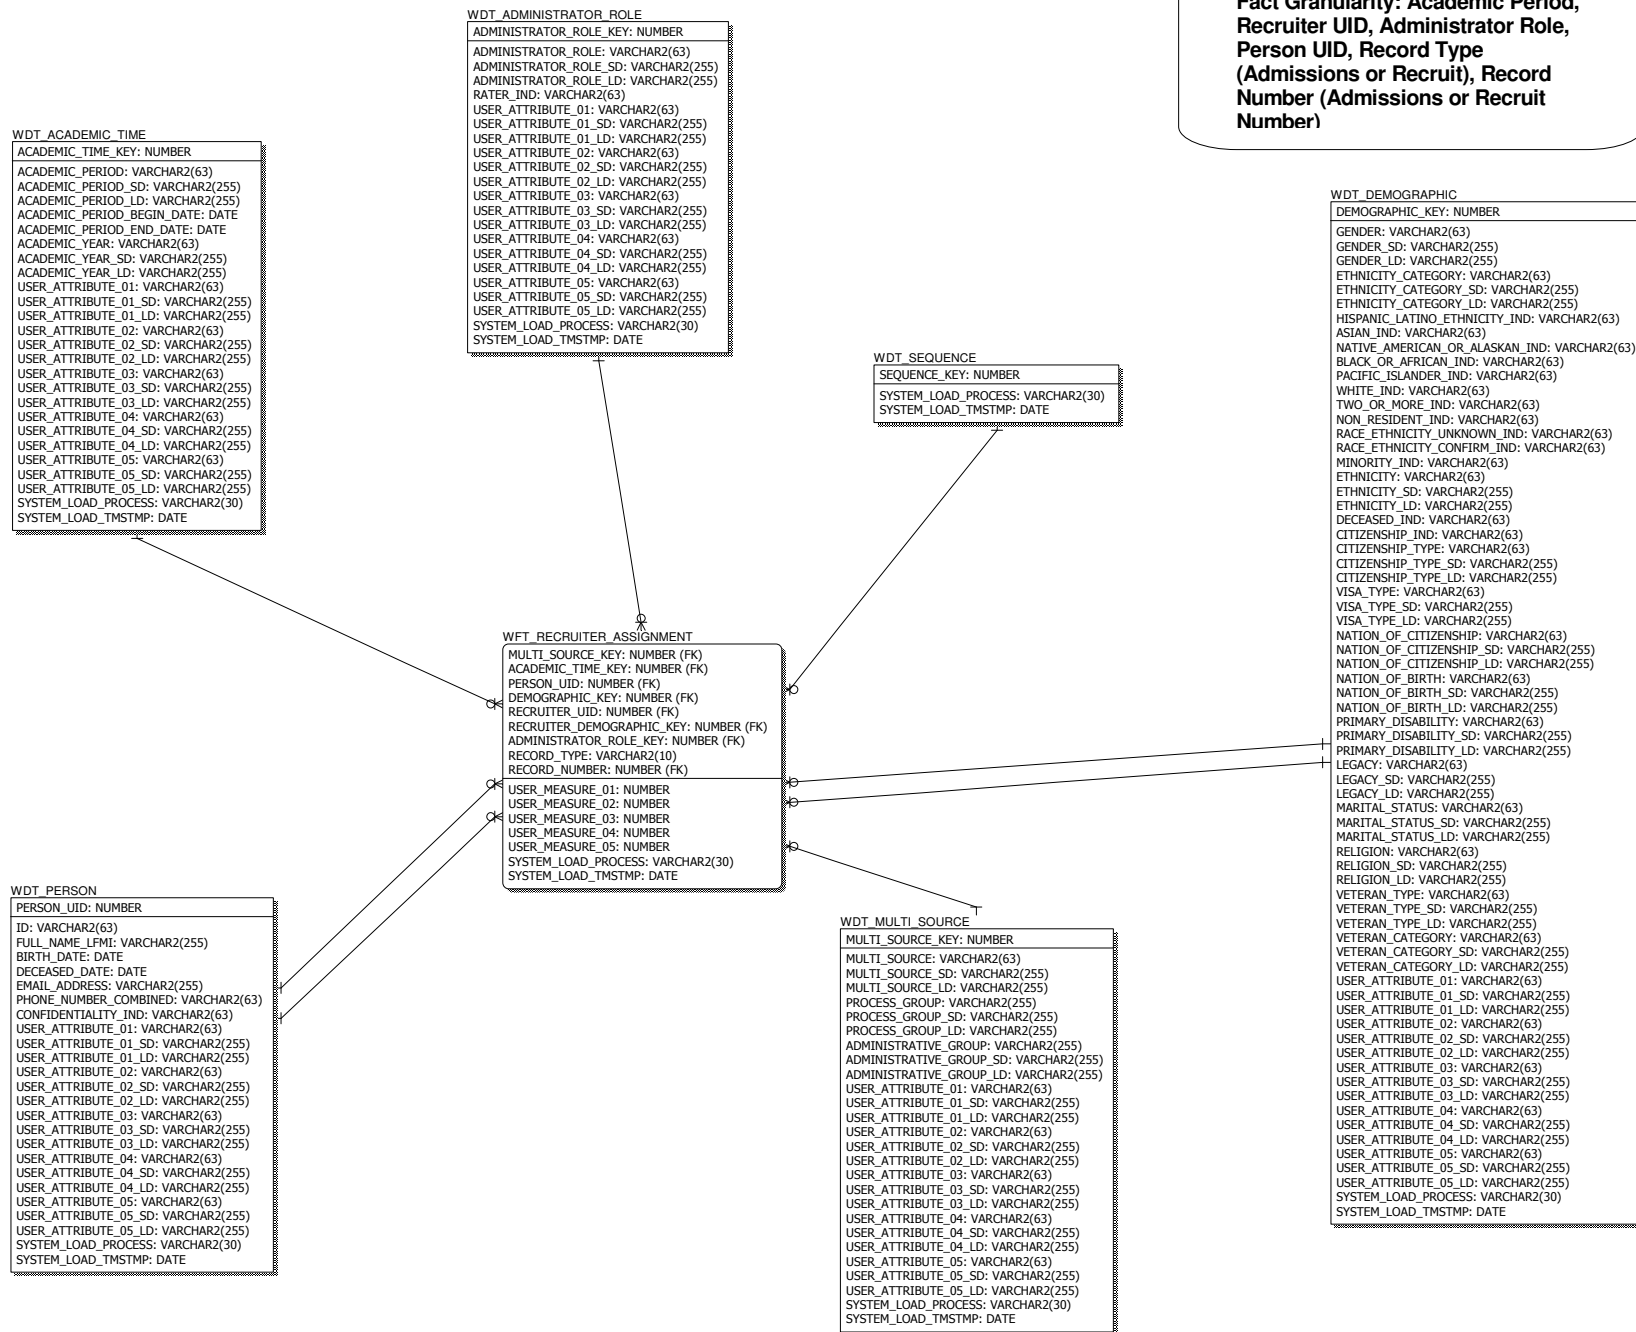 WDT_ADMINISTRATOR_ROLE
ADMINISTRATOR_ROLE_KEY: NUMBER
ADMINISTRATOR_ROLE: VARCHAR2(63)
ADMINISTRATOR_ROLE_SD: VARCHAR2(255)
ADMINISTRATOR_ROLE_LD: VARCHAR2(255)
RATER_IND: VARCHAR2(63)
USER_ATTRIBUTE_01: VARCHAR2(63)
USER_ATTRIBUTE_01_SD: VARCHAR2(255)
USER_ATTRIBUTE_01_LD: VARCHAR2(255)
USER_ATTRIBUTE_02: VARCHAR2(63)
USER_ATTRIBUTE_02_SD: VARCHAR2(255)
USER_ATTRIBUTE_02_LD: VARCHAR2(255)
USER_ATTRIBUTE_03: VARCHAR2(63)
USER_ATTRIBUTE_03_SD: VARCHAR2(255)
USER_ATTRIBUTE_03_LD: VARCHAR2(255)
USER_ATTRIBUTE_04: VARCHAR2(63)
USER_ATTRIBUTE_04_SD: VARCHAR2(255)
USER_ATTRIBUTE_04_LD: VARCHAR2(255)
USER_ATTRIBUTE_05: VARCHAR2(63)
USER_ATTRIBUTE_05_SD: VARCHAR2(255)
USER_ATTRIBUTE_05_LD: VARCHAR2(255)
SYSTEM_LOAD_PROCESS: VARCHAR2(30)
SYSTEM_LOAD_TMSTMP: DATE
Fact Granularity: Academic Period,
Recruiter UID, Administrator Role,
Person UID, Record Type
(Admissions or Recruit), Record
Number (Admissions or Recruit
Number)
WDT_ACADEMIC_TIME
ACADEMIC_TIME_KEY: NUMBER
ACADEMIC_PERIOD: VARCHAR2(63)
ACADEMIC_PERIOD_SD: VARCHAR2(255)
ACADEMIC_PERIOD_LD: VARCHAR2(255)
ACADEMIC_PERIOD_BEGIN_DATE: DATE
ACADEMIC_PERIOD_END_DATE: DATE
ACADEMIC_YEAR: VARCHAR2(63)
ACADEMIC_YEAR_SD: VARCHAR2(255)
ACADEMIC_YEAR_LD: VARCHAR2(255)
USER_ATTRIBUTE_01: VARCHAR2(63)
USER_ATTRIBUTE_01_SD: VARCHAR2(255)
USER_ATTRIBUTE_01_LD: VARCHAR2(255)
USER_ATTRIBUTE_02: VARCHAR2(63)
USER_ATTRIBUTE_02_SD: VARCHAR2(255)
USER_ATTRIBUTE_02_LD: VARCHAR2(255)
USER_ATTRIBUTE_03: VARCHAR2(63)
USER_ATTRIBUTE_03_SD: VARCHAR2(255)
USER_ATTRIBUTE_03_LD: VARCHAR2(255)
USER_ATTRIBUTE_04: VARCHAR2(63)
USER_ATTRIBUTE_04_SD: VARCHAR2(255)
USER_ATTRIBUTE_04_LD: VARCHAR2(255)
USER_ATTRIBUTE_05: VARCHAR2(63)
USER_ATTRIBUTE_05_SD: VARCHAR2(255)
USER_ATTRIBUTE_05_LD: VARCHAR2(255)
SYSTEM_LOAD_PROCESS: VARCHAR2(30)
SYSTEM_LOAD_TMSTMP: DATE
WDT_SEQUENCE
SEQUENCE_KEY: NUMBER
SYSTEM_LOAD_PROCESS: VARCHAR2(30)
SYSTEM_LOAD_TMSTMP: DATE
WDT_DEMOGRAPHIC
DEMOGRAPHIC_KEY: NUMBER
GENDER: VARCHAR2(63)
GENDER_SD: VARCHAR2(255)
GENDER_LD: VARCHAR2(255)
ETHNICITY_CATEGORY: VARCHAR2(63)
ETHNICITY_CATEGORY_SD: VARCHAR2(255)
ETHNICITY_CATEGORY_LD: VARCHAR2(255)
HISPANIC_LATINO_ETHNICITY_IND: VARCHAR2(63)
ASIAN_IND: VARCHAR2(63)
NATIVE_AMERICAN_OR_ALASKAN_IND: VARCHAR2(63)
BLACK_OR_AFRICAN_IND: VARCHAR2(63)
PACIFIC_ISLANDER_IND: VARCHAR2(63)
WHITE_IND: VARCHAR2(63)
TWO_OR_MORE_IND: VARCHAR2(63)
NON_RESIDENT_IND: VARCHAR2(63)
RACE_ETHNICITY_UNKNOWN_IND: VARCHAR2(63)
RACE_ETHNICITY_CONFIRM_IND: VARCHAR2(63)
MINORITY_IND: VARCHAR2(63)
ETHNICITY: VARCHAR2(63)
ETHNICITY_SD: VARCHAR2(255)
ETHNICITY_LD: VARCHAR2(255)
DECEASED_IND: VARCHAR2(63)
CITIZENSHIP_IND: VARCHAR2(63)
CITIZENSHIP_TYPE: VARCHAR2(63)
CITIZENSHIP_TYPE_SD: VARCHAR2(255)
CITIZENSHIP_TYPE_LD: VARCHAR2(255)
VISA_TYPE: VARCHAR2(63)
VISA_TYPE_SD: VARCHAR2(255)
VISA_TYPE_LD: VARCHAR2(255)
NATION_OF_CITIZENSHIP: VARCHAR2(63)
NATION_OF_CITIZENSHIP_SD: VARCHAR2(255)
NATION_OF_CITIZENSHIP_LD: VARCHAR2(255)
NATION_OF_BIRTH: VARCHAR2(63)
NATION_OF_BIRTH_SD: VARCHAR2(255)
NATION_OF_BIRTH_LD: VARCHAR2(255)
PRIMARY_DISABILITY: VARCHAR2(63)
PRIMARY_DISABILITY_SD: VARCHAR2(255)
PRIMARY_DISABILITY_LD: VARCHAR2(255)
LEGACY: VARCHAR2(63)
LEGACY_SD: VARCHAR2(255)
LEGACY_LD: VARCHAR2(255)
MARITAL_STATUS: VARCHAR2(63)
MARITAL_STATUS_SD: VARCHAR2(255)
MARITAL_STATUS_LD: VARCHAR2(255)
RELIGION: VARCHAR2(63)
RELIGION_SD: VARCHAR2(255)
RELIGION_LD: VARCHAR2(255)
VETERAN_TYPE: VARCHAR2(63)
VETERAN_TYPE_SD: VARCHAR2(255)
VETERAN_TYPE_LD: VARCHAR2(255)
VETERAN_CATEGORY: VARCHAR2(63)
VETERAN_CATEGORY_SD: VARCHAR2(255)
VETERAN_CATEGORY_LD: VARCHAR2(255)
USER_ATTRIBUTE_01: VARCHAR2(63)
USER_ATTRIBUTE_01_SD: VARCHAR2(255)
USER_ATTRIBUTE_01_LD: VARCHAR2(255)
USER_ATTRIBUTE_02: VARCHAR2(63)
USER_ATTRIBUTE_02_SD: VARCHAR2(255)
USER_ATTRIBUTE_02_LD: VARCHAR2(255)
USER_ATTRIBUTE_03: VARCHAR2(63)
USER_ATTRIBUTE_03_SD: VARCHAR2(255)
USER_ATTRIBUTE_03_LD: VARCHAR2(255)
USER_ATTRIBUTE_04: VARCHAR2(63)
USER_ATTRIBUTE_04_SD: VARCHAR2(255)
USER_ATTRIBUTE_04_LD: VARCHAR2(255)
USER_ATTRIBUTE_05: VARCHAR2(63)
USER_ATTRIBUTE_05_SD: VARCHAR2(255)
USER_ATTRIBUTE_05_LD: VARCHAR2(255)
SYSTEM_LOAD_PROCESS: VARCHAR2(30)
SYSTEM_LOAD_TMSTMP: DATE
WFT_RECRUITER_ASSIGNMENT
MULTI_SOURCE_KEY: NUMBER (FK)
ACADEMIC_TIME_KEY: NUMBER (FK)
PERSON_UID: NUMBER (FK)
DEMOGRAPHIC_KEY: NUMBER (FK)
RECRUITER_UID: NUMBER (FK)
RECRUITER_DEMOGRAPHIC_KEY: NUMBER (FK)
ADMINISTRATOR_ROLE_KEY: NUMBER (FK)
RECORD_TYPE: VARCHAR2(10)
RECORD_NUMBER: NUMBER (FK)
USER_MEASURE_01: NUMBER
USER_MEASURE_02: NUMBER
USER_MEASURE_03: NUMBER
USER_MEASURE_04: NUMBER
USER_MEASURE_05: NUMBER
SYSTEM_LOAD_PROCESS: VARCHAR2(30)
SYSTEM_LOAD_TMSTMP: DATE
WDT_PERSON
PERSON_UID: NUMBER
ID: VARCHAR2(63)
FULL_NAME_LFMI: VARCHAR2(255)
BIRTH_DATE: DATE
DECEASED_DATE: DATE
EMAIL_ADDRESS: VARCHAR2(255)
PHONE_NUMBER_COMBINED: VARCHAR2(63)
CONFIDENTIALITY_IND: VARCHAR2(63)
USER_ATTRIBUTE_01: VARCHAR2(63)
USER_ATTRIBUTE_01_SD: VARCHAR2(255)
USER_ATTRIBUTE_01_LD: VARCHAR2(255)
USER_ATTRIBUTE_02: VARCHAR2(63)
USER_ATTRIBUTE_02_SD: VARCHAR2(255)
USER_ATTRIBUTE_02_LD: VARCHAR2(255)
USER_ATTRIBUTE_03: VARCHAR2(63)
USER_ATTRIBUTE_03_SD: VARCHAR2(255)
USER_ATTRIBUTE_03_LD: VARCHAR2(255)
USER_ATTRIBUTE_04: VARCHAR2(63)
USER_ATTRIBUTE_04_SD: VARCHAR2(255)
USER_ATTRIBUTE_04_LD: VARCHAR2(255)
USER_ATTRIBUTE_05: VARCHAR2(63)
USER_ATTRIBUTE_05_SD: VARCHAR2(255)
USER_ATTRIBUTE_05_LD: VARCHAR2(255)
SYSTEM_LOAD_PROCESS: VARCHAR2(30)
SYSTEM_LOAD_TMSTMP: DATE
WDT_MULTI_SOURCE
MULTI_SOURCE_KEY: NUMBER
MULTI_SOURCE: VARCHAR2(63)
MULTI_SOURCE_SD: VARCHAR2(255)
MULTI_SOURCE_LD: VARCHAR2(255)
PROCESS_GROUP: VARCHAR2(255)
PROCESS_GROUP_SD: VARCHAR2(255)
PROCESS_GROUP_LD: VARCHAR2(255)
ADMINISTRATIVE_GROUP: VARCHAR2(255)
ADMINISTRATIVE_GROUP_SD: VARCHAR2(255)
ADMINISTRATIVE_GROUP_LD: VARCHAR2(255)
USER_ATTRIBUTE_01: VARCHAR2(63)
USER_ATTRIBUTE_01_SD: VARCHAR2(255)
USER_ATTRIBUTE_01_LD: VARCHAR2(255)
USER_ATTRIBUTE_02: VARCHAR2(63)
USER_ATTRIBUTE_02_SD: VARCHAR2(255)
USER_ATTRIBUTE_02_LD: VARCHAR2(255)
USER_ATTRIBUTE_03: VARCHAR2(63)
USER_ATTRIBUTE_03_SD: VARCHAR2(255)
USER_ATTRIBUTE_03_LD: VARCHAR2(255)
USER_ATTRIBUTE_04: VARCHAR2(63)
USER_ATTRIBUTE_04_SD: VARCHAR2(255)
USER_ATTRIBUTE_04_LD: VARCHAR2(255)
USER_ATTRIBUTE_05: VARCHAR2(63)
USER_ATTRIBUTE_05_SD: VARCHAR2(255)
USER_ATTRIBUTE_05_LD: VARCHAR2(255)
SYSTEM_LOAD_PROCESS: VARCHAR2(30)
SYSTEM_LOAD_TMSTMP: DATE